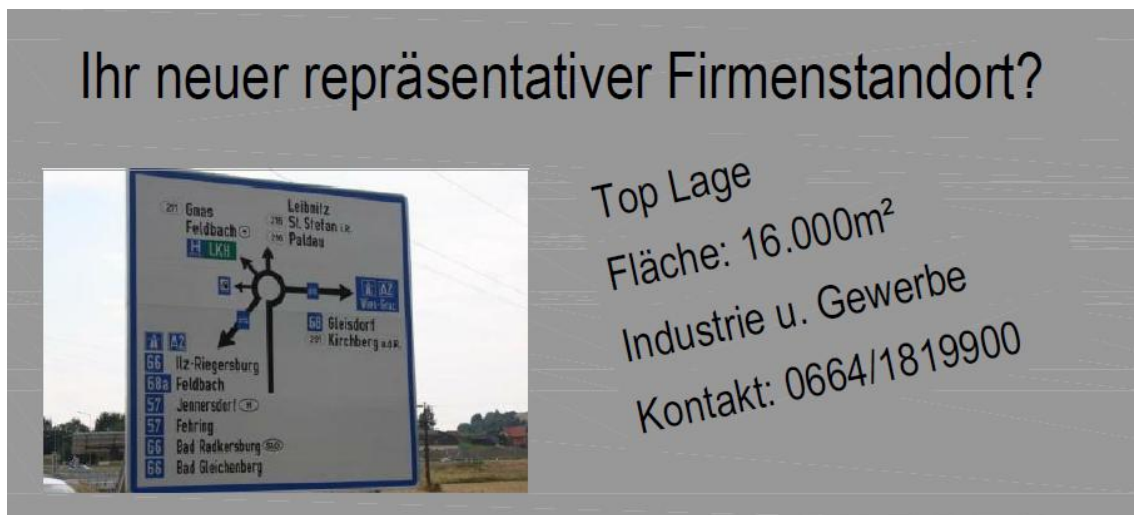 Ihr neuer repräsentativer Firmenstandort?
Top Lage
Fläche: 16.000m²
Industrie u. Gewerbe
Kontakt: 0664/1819900
Gnas
Feldbach
H LKH
Leibnitz
St. Stefan i.R.
Paldau
A2
Wien-Graz
68 Gleisdorf
Kirchberg a.d.R.
A2
66 Ilz-Riegersburg
68a Feldbach
57 Jennersdorf H
57 Fehring
66 Bad Radkersburg SLO
66 Bad Gleichenberg